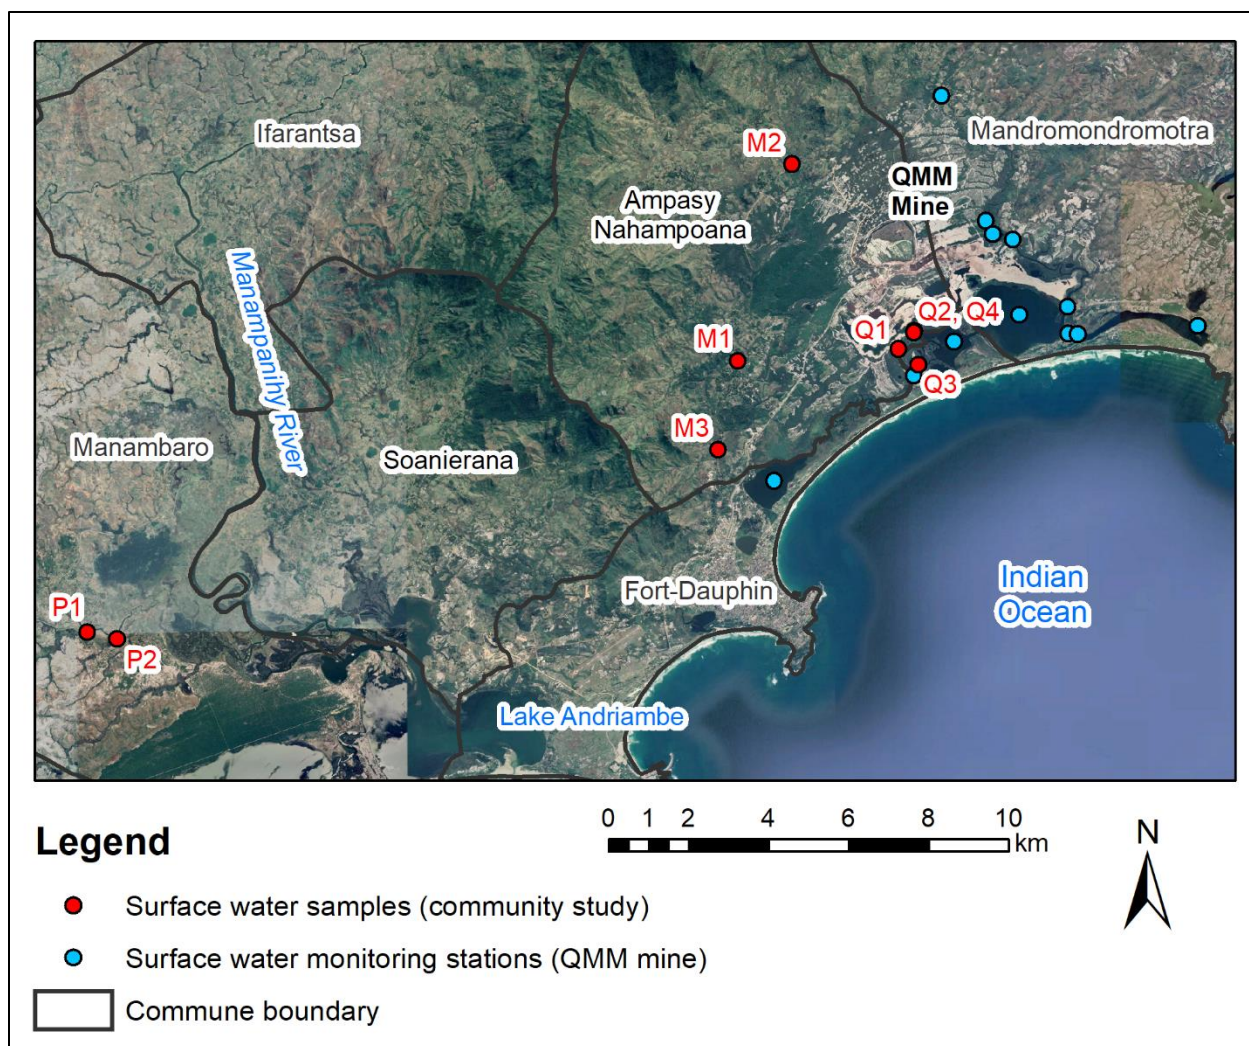 Ifarantsa
Mandromondromotra
M2
QMM
Mine
Ampasy
Nahampoana
Manampanihy River
Q2, Q4
Q1
M1
Q3
M3
Manambaro
Soanierana
Indian
Ocean
Fort-Dauphin
P1
P2
Lake Andriambe
Legend
0 1 2 4 6 8 10
km
N
Surface water samples (community study)
Surface water monitoring stations (QMM mine)
Commune boundary